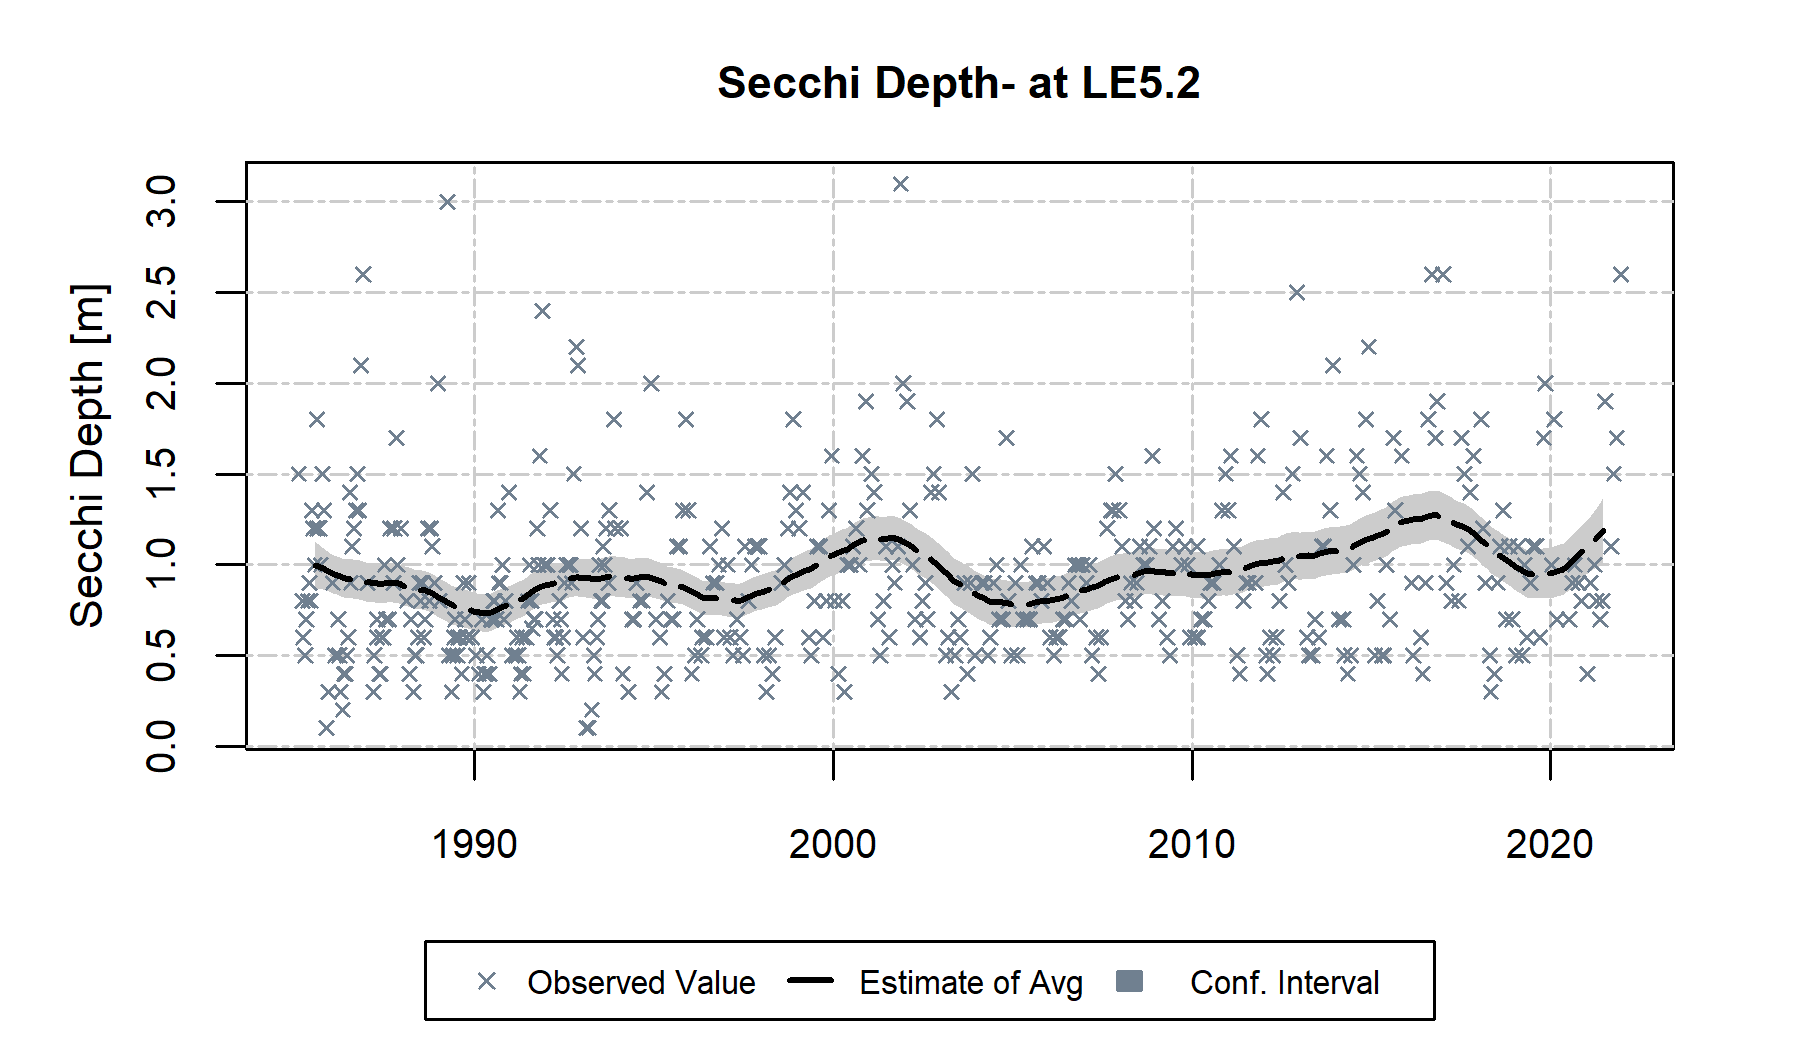 Secchi Depth- at LE5.2
Secchi Depth [m]
3.0
2.5
2.0
1.5
1.0
0.5
0.0
1990 2000 2010 2020
Observed Value Estimate of Avg Conf. Interval